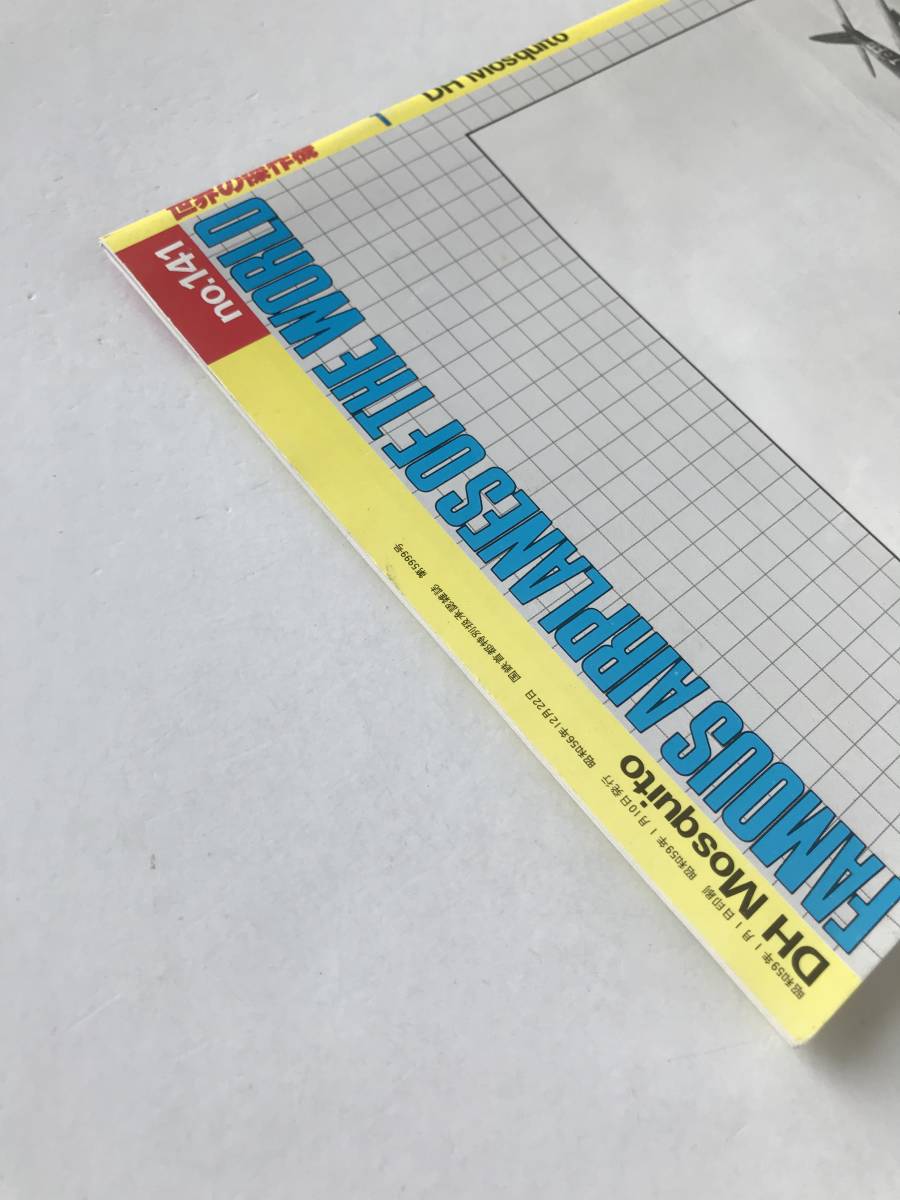 世界の傑作機
DH Mosquito
no.141
FAMOUS AIRPLANES OF THE WORLD
DH Mosquito
昭和59年1月1日印刷 昭和59年1月10日発行 昭和56年12月22日 国鉄首都特別扱承認雑誌 第5999号